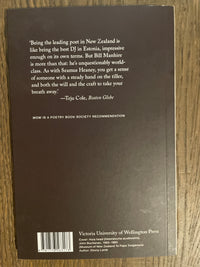 'Being the leading poet in New Zealand is
like being the best DJ in Estonia, impressive
enough on its own terms. But Bill Manhire
is more than that: he's unquestionably world-
class. As with Seamus Heaney, you get a sense
of someone with a steady hand on the tiller,
and both the will and the craft to take
your breath away.'
—Teju Cole, Boston Globe
WOW IS A POETRY BOOK SOCIETY RECOMMENDATION
Victoria University of Wellington Press